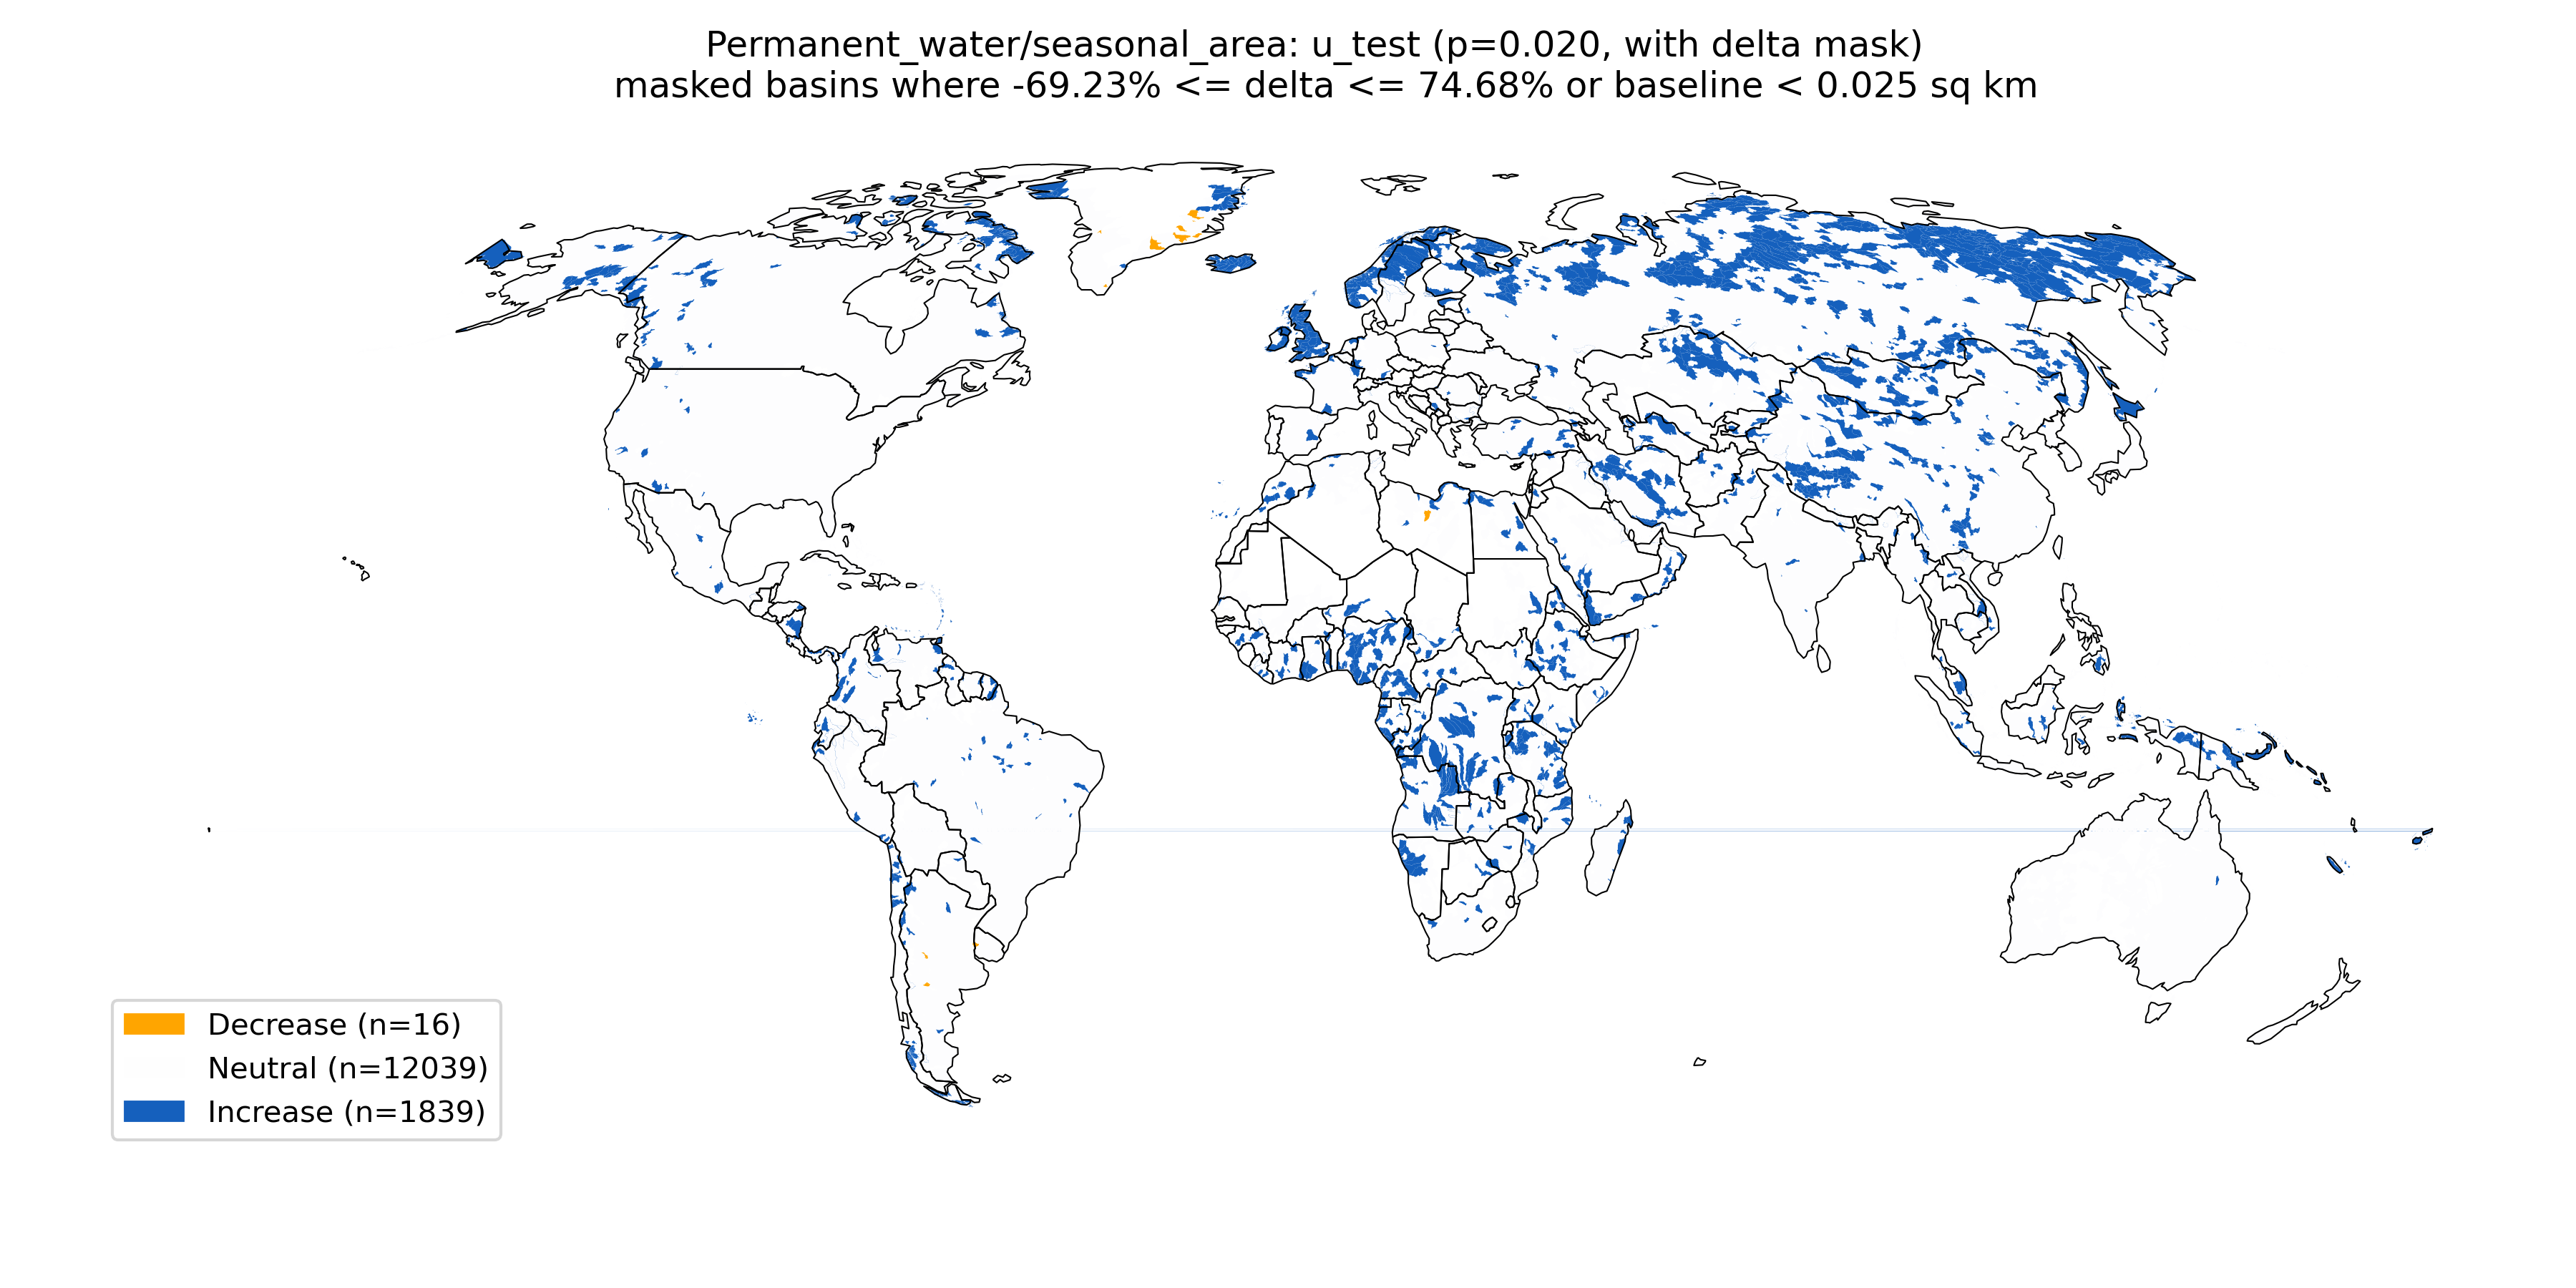 Permanent_water/seasonal_area: u_test (p=0.020, with delta mask)
masked basins where -69.23% <= delta <= 74.68% or baseline < 0.025 sq km
Decrease (n=16)
Neutral (n=12039)
Increase (n=1839)